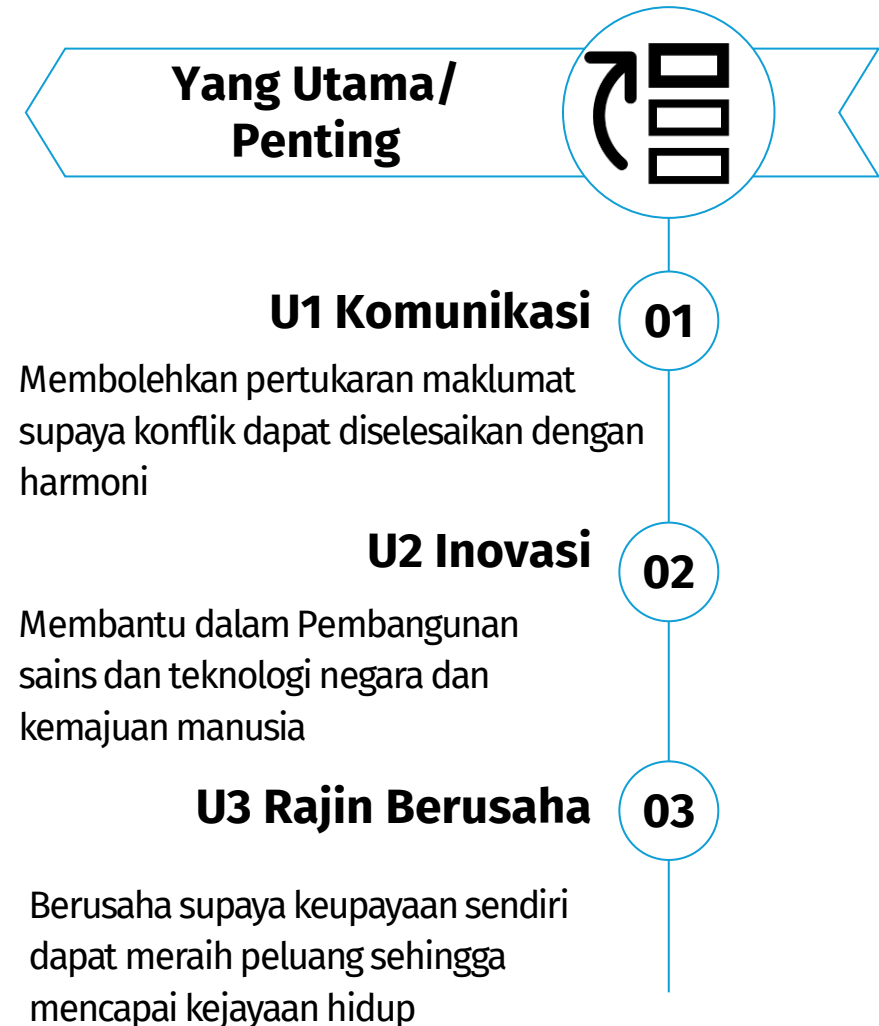 Yang Utama/
Penting
U1 Komunikasi
01
Membolehkan pertukaran maklumat
supaya konflik dapat diselesaikan dengan
harmoni
U2 Inovasi
02
Membantu dalam Pembangunan
sains dan teknologi negara dan
kemajuan manusia
U3 Rajin Berusaha
03
Berusaha supaya keupayaan sendiri
dapat meraih peluang sehingga
mencapai kejayaan hidup